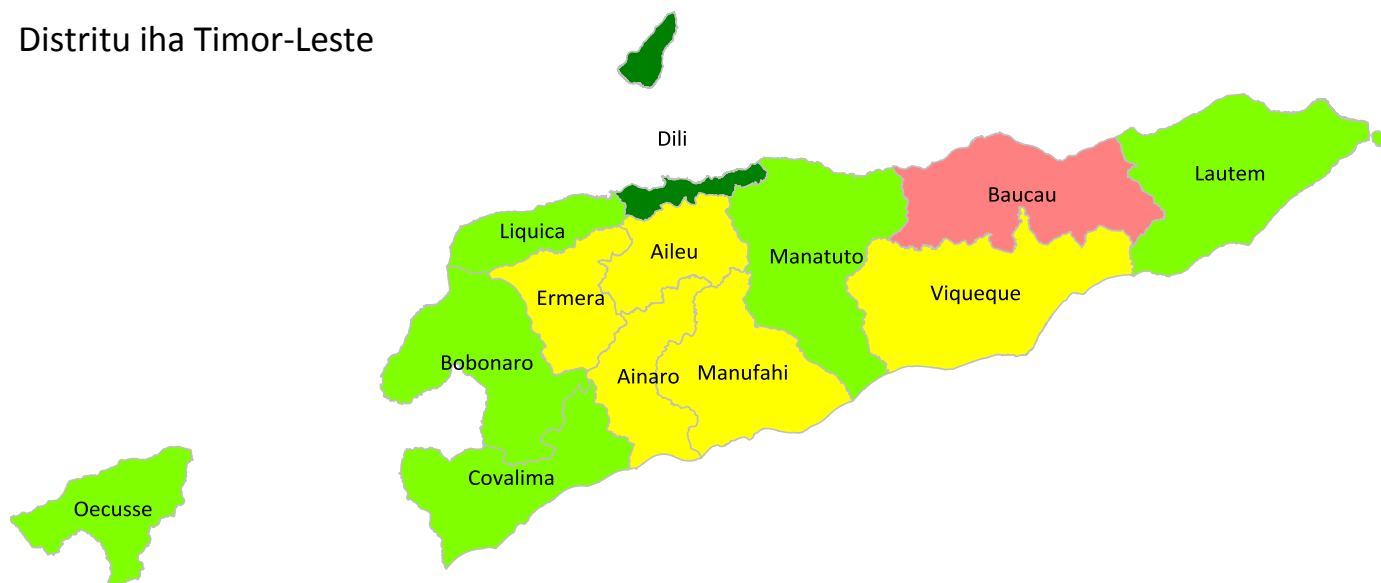 Distritu iha Timor-Leste
Dili
Lautem
Baucau
Liquica
Aileu
Manatuto
Viqueque
Ermera
Bobonaro
Ainaro
Manufahi
Covalima
Oecusse